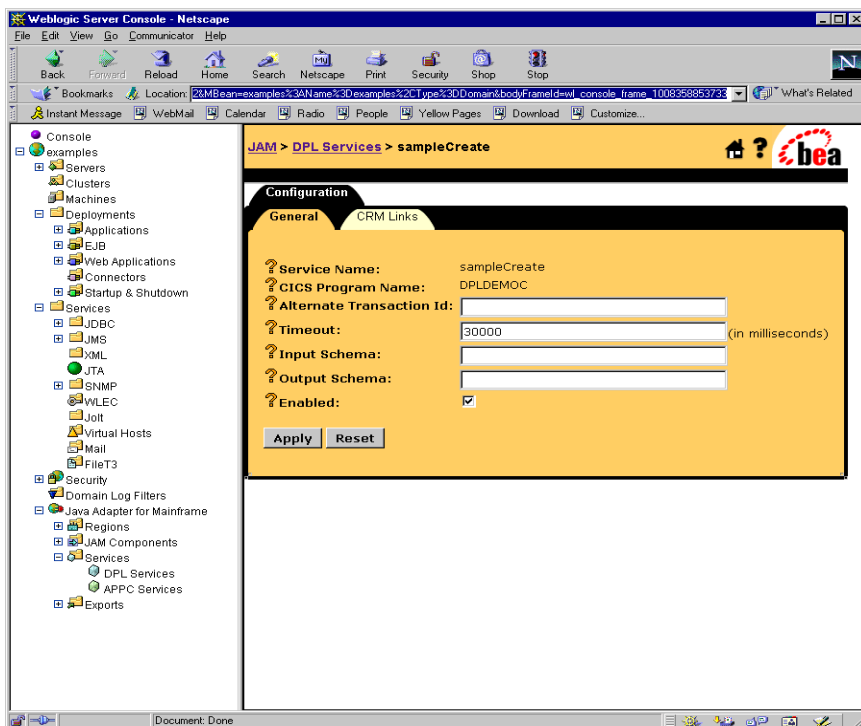 Weblogic Server Console - Netscape
File Edit View Go Communicator Help
Back Forward Reload Home Search Netscape Print Security Shop Stop
My
N
Bookmarks Location: 2&MBean=examples%3AName%3Dexamples%2CType%3DDomain&bodyFrameId=wl_console_frame_1008358853733 What's Related
Instant Message WebMail Calendar Radio People Yellow Pages Download Customize...
Console
examples
Servers
Clusters
Machines
Deployments
Applications
EJB
Web Applications
Connectors
Startup & Shutdown
Services
JDBC
JMS
XML
JTA
SNMP
WLEC
Jolt
Virtual Hosts
Mail
FileT3
Security
Domain Log Filters
Java Adapter for Mainframe
Regions
JAM Components
Services
DPL Services
APPC Services
Exports
JAM > DPL Services > sampleCreate
? bea
Configuration
General CRM Links
? Service Name: sampleCreate
? CICS Program Name: DPLDEMOC
? Alternate Transaction Id:
? Timeout: 30000 (in milliseconds)
? Input Schema:
? Output Schema:
? Enabled:
Apply Reset
Document: Done